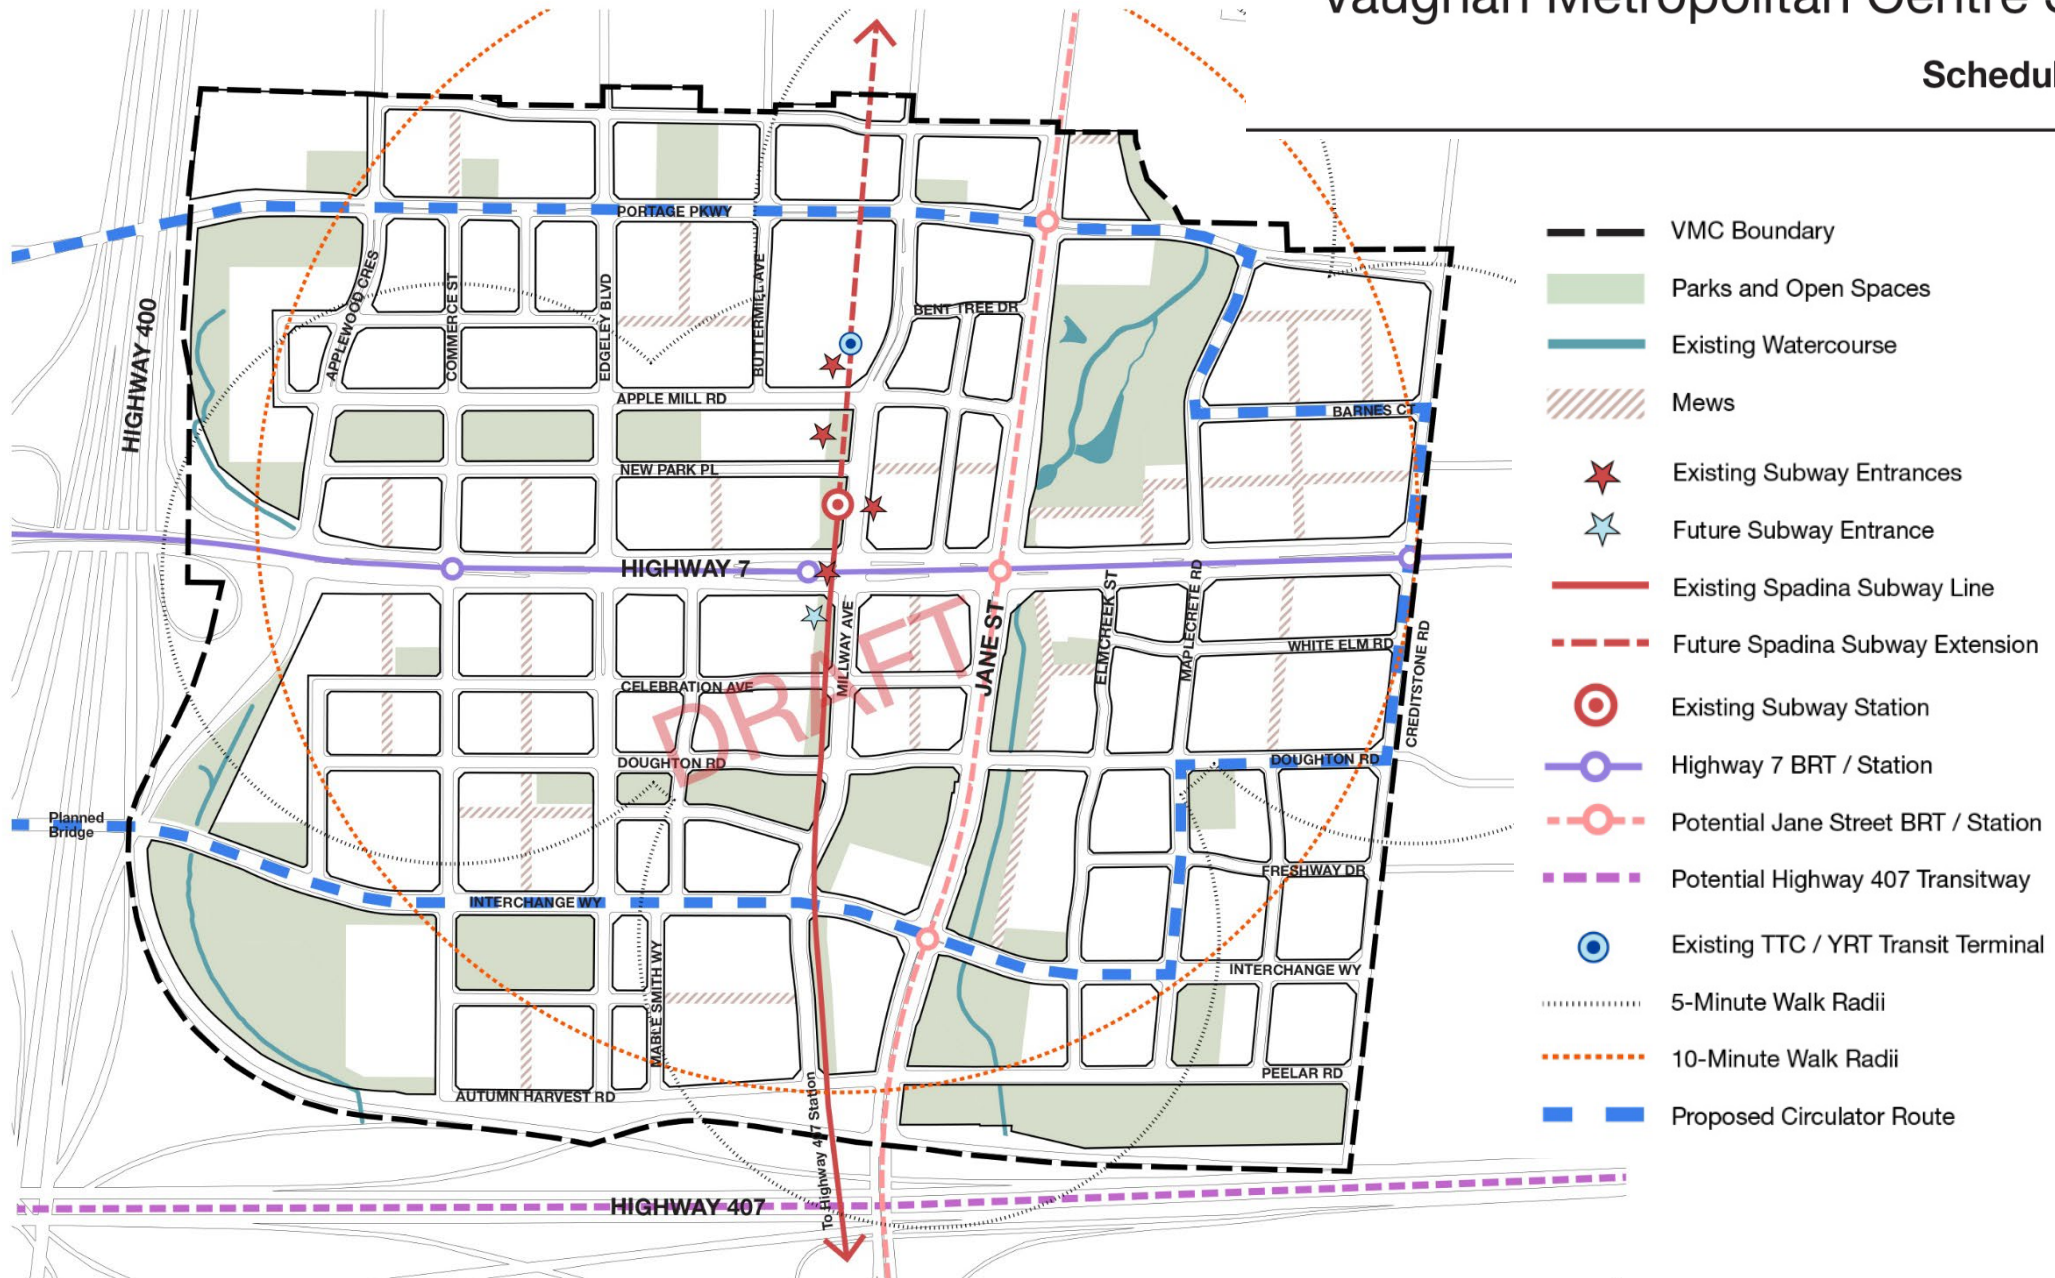 Vaughan Metropolitan Centre
Schedul
VMC Boundary
Parks and Open Spaces
Existing Watercourse
Mews
Existing Subway Entrances
Future Subway Entrance
Existing Spadina Subway Line
Future Spadina Subway Extension
Existing Subway Station
Highway 7 BRT / Station
Potential Jane Street BRT / Station
Potential Highway 407 Transitway
Existing TTC / YRT Transit Terminal
5-Minute Walk Radii
10-Minute Walk Radii
Proposed Circulator Route
PORTAGE PKWY
HIGHWAY 400
APPLEWOOD CRES
COMMERCE ST
EDGELEY BLVD
BUTTERMILL AVE
BENT TREE DR
APPLE MILL RD
BARNES CT
NEW PARK PL
HIGHWAY 7
MILLWAY AVE
JANE ST
ELMCREEK ST
MAPLECRETE RD
WHITE ELM RD
CREDITSTONE RD
CELEBRATION AVE
DRAFT
DOUGHTON RD
DOUGHTON RD
Planned
Bridge
FRESHWAY DR
INTERCHANGE WY
INTERCHANGE WY
MABLE SMITH WY
PEELAR RD
AUTUMN HARVEST RD
To Highway 407 Station
HIGHWAY 407